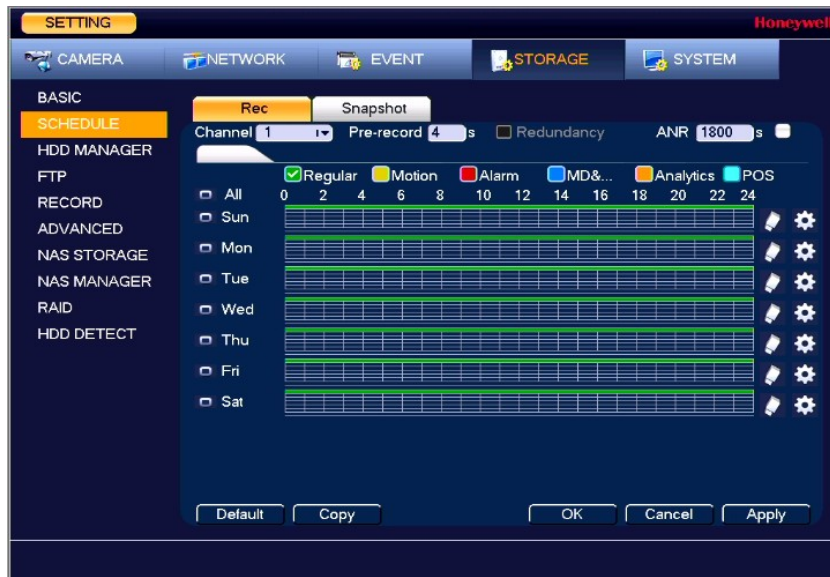 SETTING
Honeywell
CAMERA NETWORK EVENT STORAGE SYSTEM
BASIC
SCHEDULE
HDD MANAGER
FTP
RECORD
ADVANCED
NAS STORAGE
NAS MANAGER
RAID
HDD DETECT
Rec Snapshot
Channel 1 Pre-record 4 s Redundancy ANR 1800 s
Regular Motion Alarm MD&... Analytics POS
All 0 2 4 6 8 10 12 14 16 18 20 22 24
Sun
Mon
Tue
Wed
Thu
Fri
Sat
Default Copy OK Cancel Apply